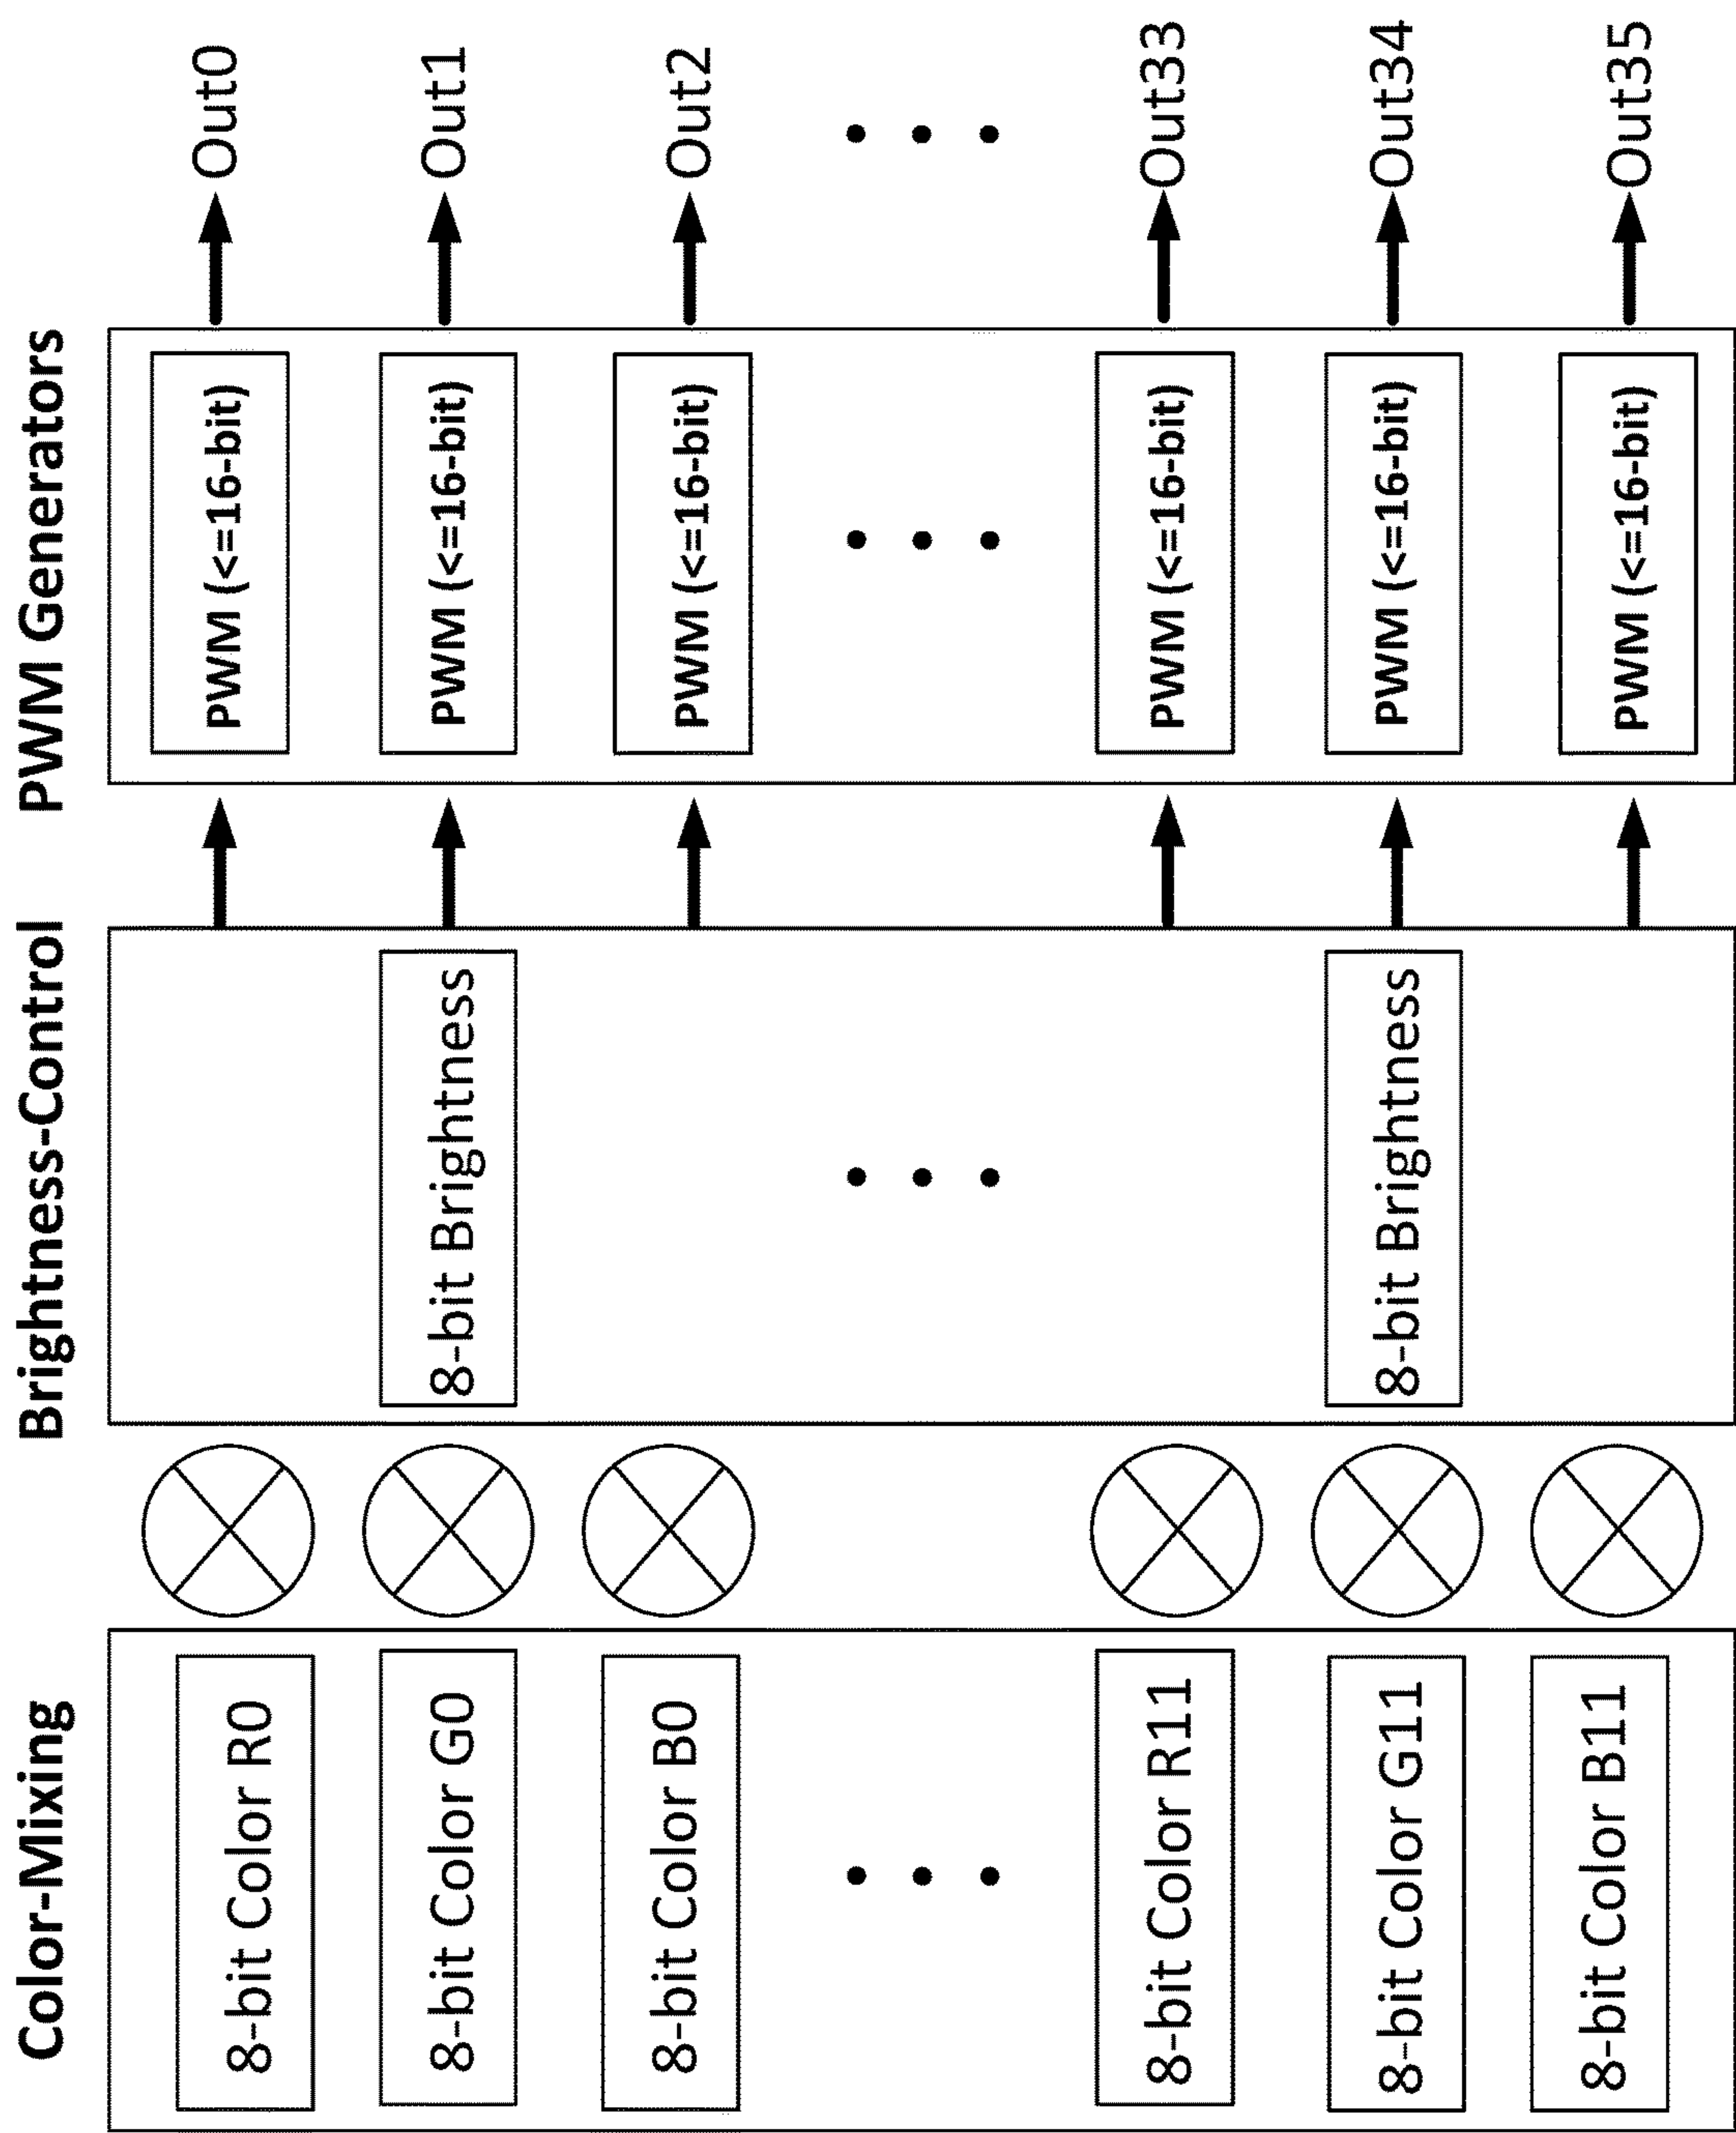 Color-Mixing
Brightness-Control
PWM Generators
8-bit Color R0
PWM (<=16-bit)
Out0
8-bit Color G0
8-bit Brightness
PWM (<=16-bit)
Out1
8-bit Color B0
PWM (<=16-bit)
Out2
8-bit Color R11
PWM (<=16-bit)
Out33
8-bit Color G11
8-bit Brightness
PWM (<=16-bit)
Out34
8-bit Color B11
PWM (<=16-bit)
Out35